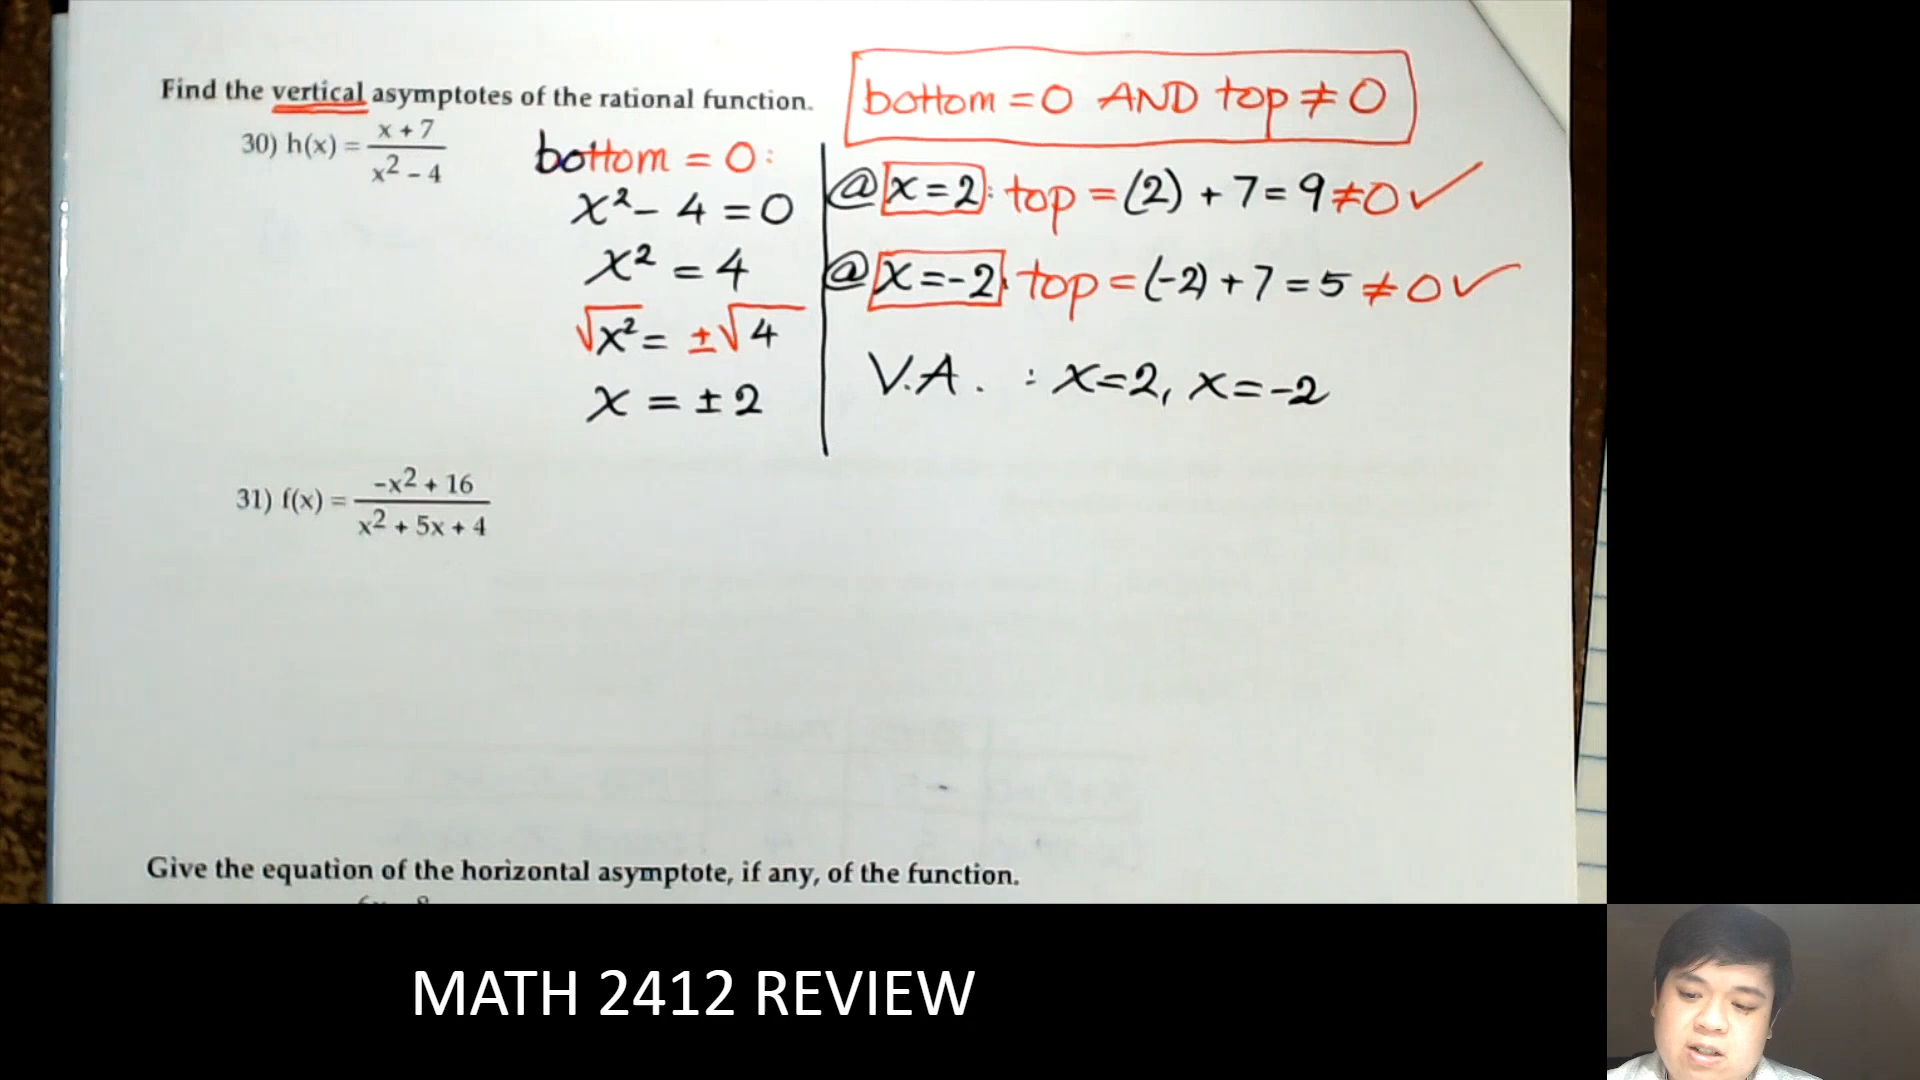 Find the vertical asymptotes of the rational function.
bottom = 0 AND top ≠ 0
30) h(x) = x + 7 / x² – 4
bottom = 0 :
x² – 4 = 0
x² = 4
√x² = ±√4
x = ± 2
@ x = 2 : top = (2) + 7 = 9 ≠ 0 ✓
@ x = -2 : top = (-2) + 7 = 5 ≠ 0 ✓
V.A. : x = 2, x = -2
31) f(x) = –x² + 16 / x² + 5x + 4
Give the equation of the horizontal asymptote, if any, of the function.
MATH 2412 REVIEW